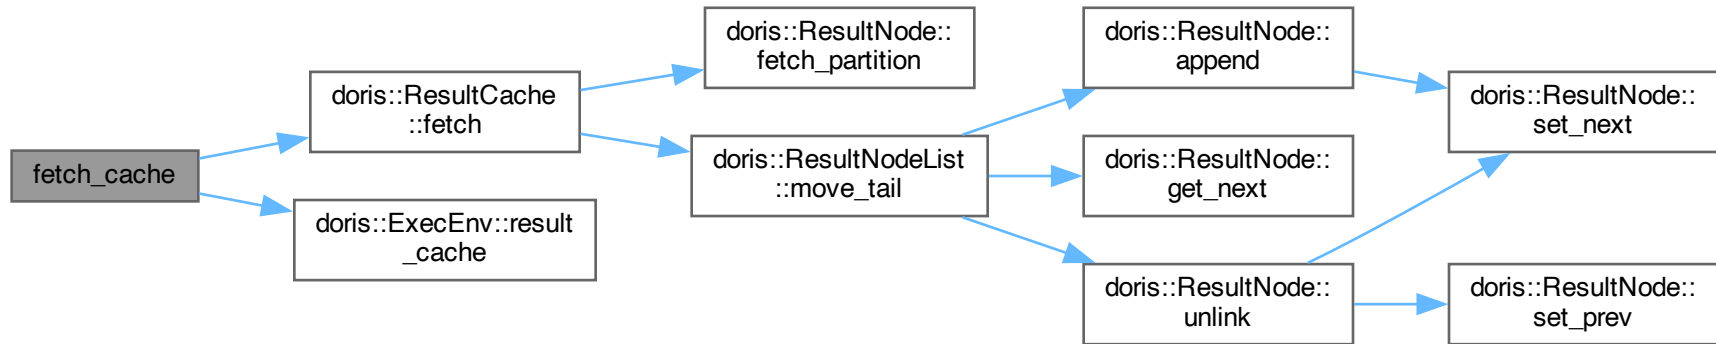 fetch_cache
doris::ResultCache
::fetch
doris::ExecEnv::result
_cache
doris::ResultNode::
fetch_partition
doris::ResultNodeList
::move_tail
doris::ResultNode::
append
doris::ResultNode::
get_next
doris::ResultNode::
unlink
doris::ResultNode::
set_next
doris::ResultNode::
set_prev